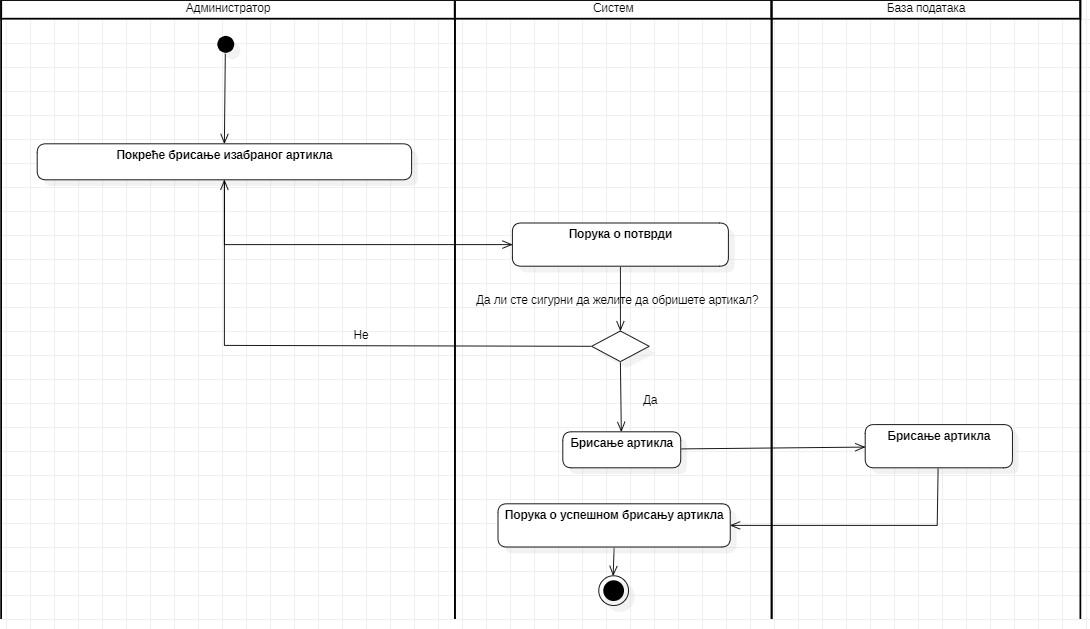 Администратор
Систем
База података
Покреће брисање изабраног артикла
Порука о потврди
Да ли сте сигурни да желите да обришете артикал?
Не
Да
Брисање артикла
Брисање артикла
Порука о успешном брисању артикла